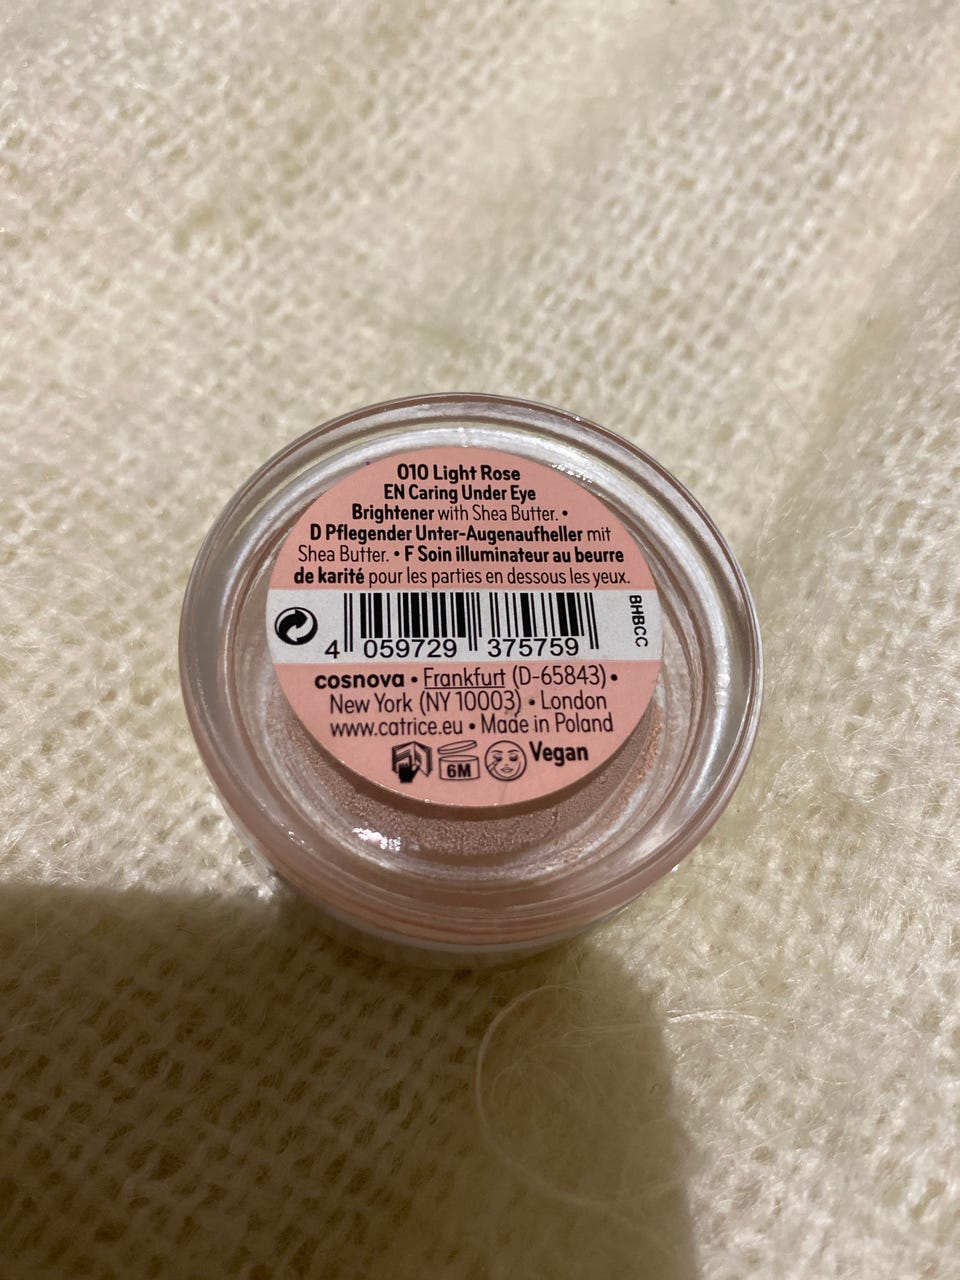 010 Light Rose
EN Caring Under Eye
Brightener with Shea Butter. •
D Pflegender Unter-Augenaufheller mit
Shea Butter. • F Soin illuminateur au beurre
de karité pour les parties en dessous les yeux.
BHBCC
4 059729 375759
cosnova • Frankfurt (D-65843) •
New York (NY 10003) • London
www.catrice.eu • Made in Poland
6M Vegan